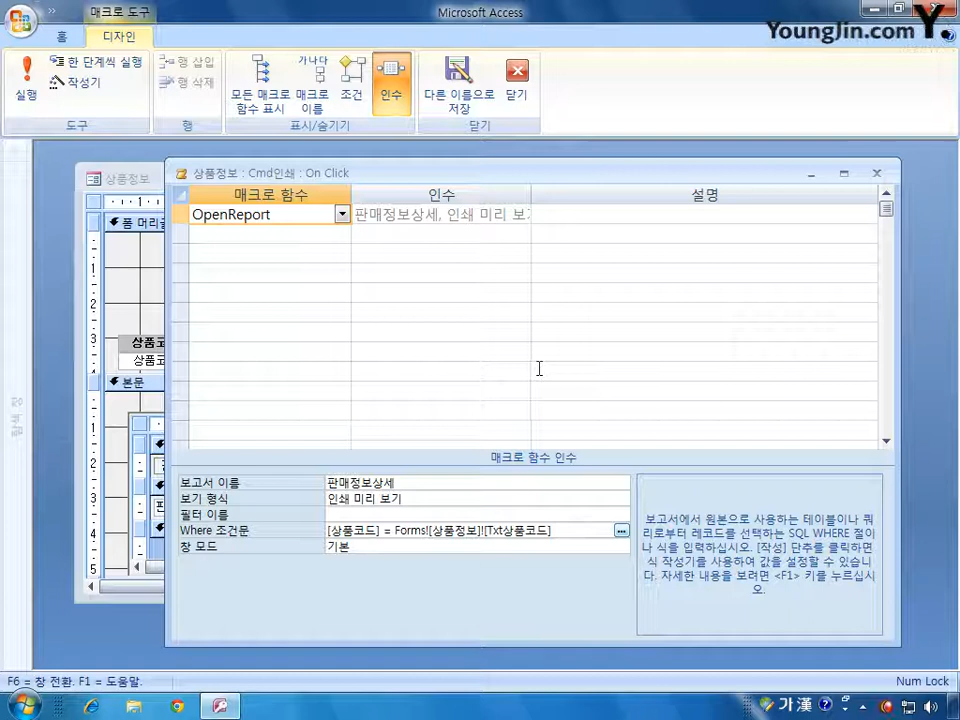 매크로 도구
Microsoft Access
YoungJin.com Y.
홈
디자인
실행
한 단계씩 실행
작성기
도구
행 삽입
행 삭제
행
모든 매크로
함수 표시
가나다
매크로
이름
조건
인수
표시/숨기기
다른 이름으로
저장
닫기
닫기
상품정보
폼 머리글
상품코
상품코
본문
상품정보 : Cmd인쇄 : On Click
매크로 함수
인수
설명
OpenReport
판매정보상세, 인쇄 미리 보기
매크로 함수 인수
보고서 이름
판매정보상세
보기 형식
인쇄 미리 보기
필터 이름
Where 조건문
[상품코드] = Forms![상품정보]![Txt상품코드]
창 모드
기본
보고서에서 원본으로 사용하는 테이블이나 쿼
리로부터 레코드를 선택하는 SQL WHERE 절이
나 식을 입력하십시오. [작성] 단추를 클릭하면
식 작성기를 사용하여 값을 설정할 수 있습니
다. 자세한 내용을 보려면 <F1> 키를 누르십시
오.
F6 = 창 전환. F1 = 도움말.
Num Lock
가 漢